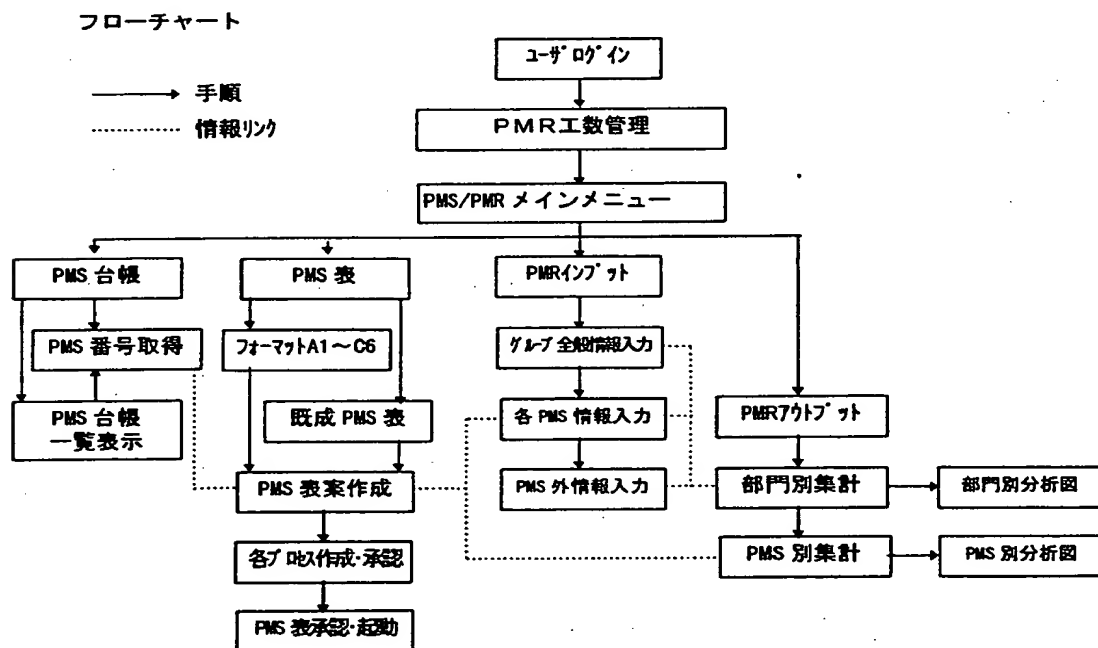 フローチャート
手順
情報リンク
ユーザログイン
PMR工数管理
PMS/PMR メインメニュー
PMS 台帳
PMS 番号取得
PMS 台帳
一覧表示
PMS 表
フォーマットA1～C6
既成 PMS 表
PMS 表案作成
各プロセス作成・承認
PMS 表承認・起動
PMRインプット
グループ全般情報入力
各 PMS 情報入力
PMS 外情報入力
PMRアウトプット
部門別集計
部門別分析図
PMS 別集計
PMS 別分析図